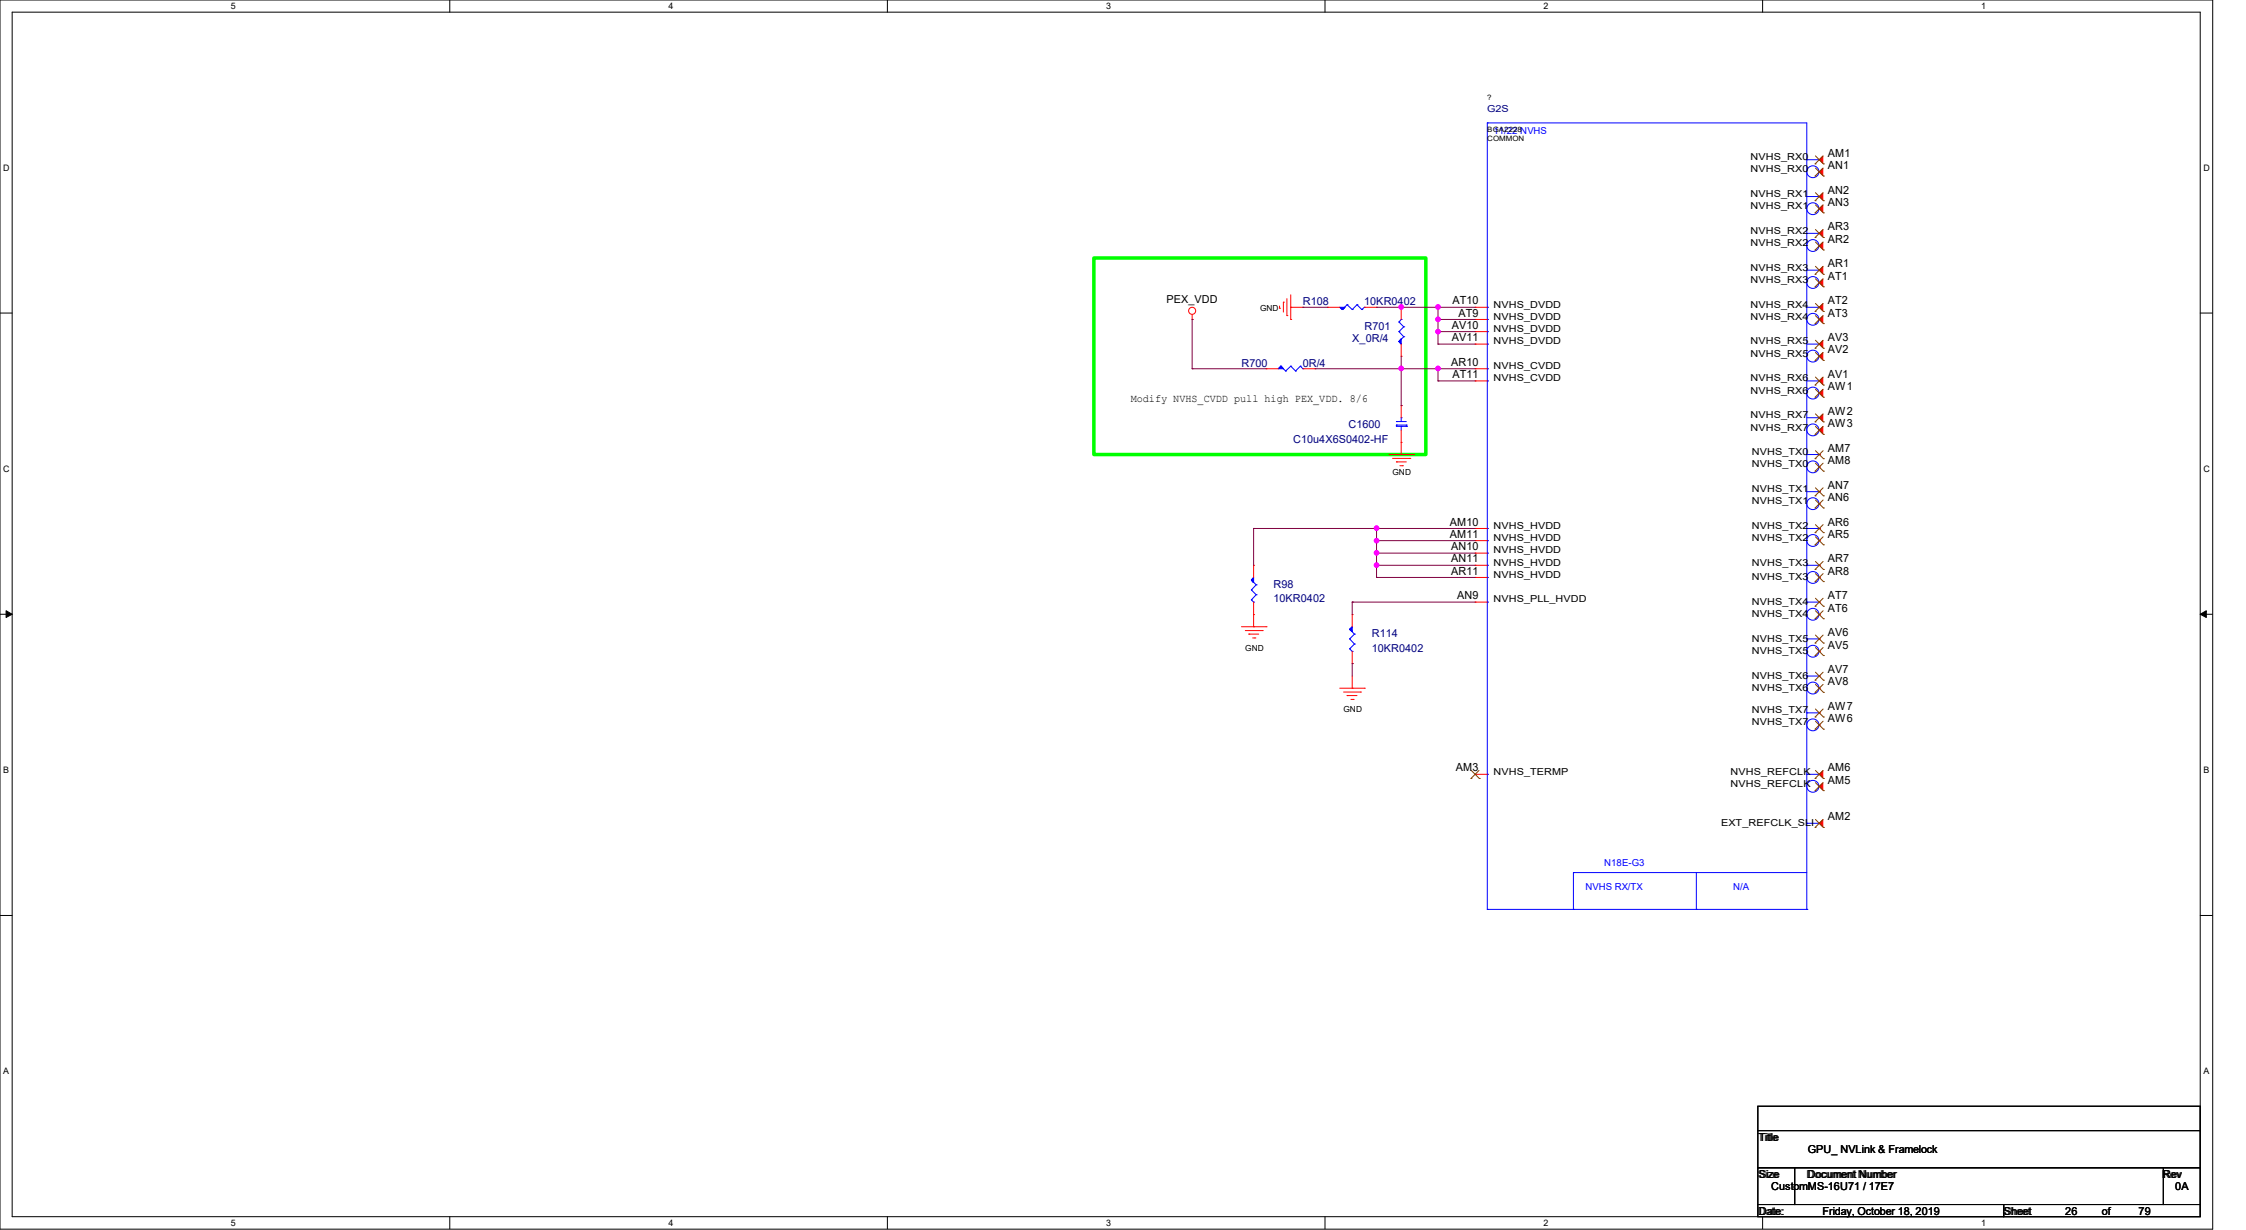 5 4 3 2 1
D D
C C
B B
A A
?
G2S
COMMON
NVHS_RX0 AM1
NVHS_RX0 AN1
NVHS_RX1 AN2
NVHS_RX1 AN3
NVHS_RX2 AR3
NVHS_RX2 AR2
NVHS_RX3 AR1
NVHS_RX3 AT1
NVHS_RX4 AT2
NVHS_RX4 AT3
NVHS_RX5 AV3
NVHS_RX5 AV2
NVHS_RX6 AV1
NVHS_RX6 AW1
NVHS_RX7 AW2
NVHS_RX7 AW3
NVHS_TX0 AM7
NVHS_TX0 AM8
NVHS_TX1 AN7
NVHS_TX1 AN6
NVHS_TX2 AR6
NVHS_TX2 AR5
NVHS_TX3 AR7
NVHS_TX3 AR8
NVHS_TX4 AT7
NVHS_TX4 AT6
NVHS_TX5 AV6
NVHS_TX5 AV5
NVHS_TX6 AV7
NVHS_TX6 AV8
NVHS_TX7 AW7
NVHS_TX7 AW6
NVHS_REFCLK AM6
NVHS_REFCLK AM5
EXT_REFCLK_SLI AM2
PEX_VDD
GND R108 10KR0402
R701
X_0R/4
R700 0R/4
Modify NVHS_CVDD pull high PEX_VDD. 8/6
C1600
C10u4X6S0402-HF
GND
AT10 NVHS_DVDD
AT9 NVHS_DVDD
AV10 NVHS_DVDD
AV11 NVHS_DVDD
AR10 NVHS_CVDD
AT11 NVHS_CVDD
AM10 NVHS_HVDD
AM11 NVHS_HVDD
AN10 NVHS_HVDD
AN11 NVHS_HVDD
AR11 NVHS_HVDD
AN9 NVHS_PLL_HVDD
R98
10KR0402
GND
R114
10KR0402
GND
AM3 NVHS_TERMP
N18E-G3
NVHS RX/TX N/A
Title
GPU_ NVLink & Framelock
Size Document Number Rev
Custom MS-16U71 / 17E7 0A
Date: Friday, October 18, 2019 Sheet 26 of 79
5 4 3 2 1